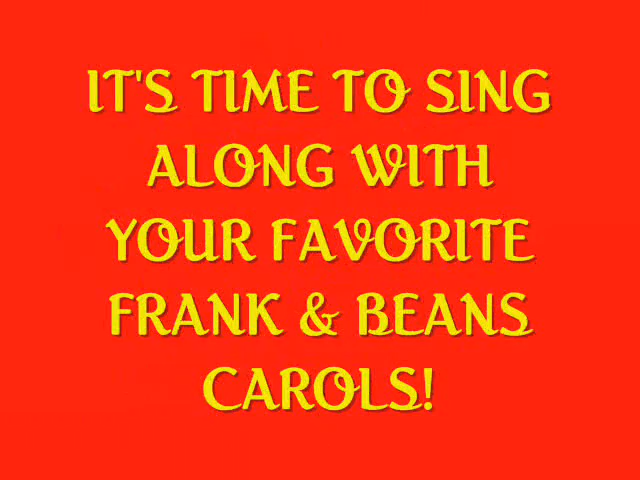 IT'S TIME TO SING
ALONG WITH
YOUR FAVORITE
FRANK & BEANS
CAROLS!